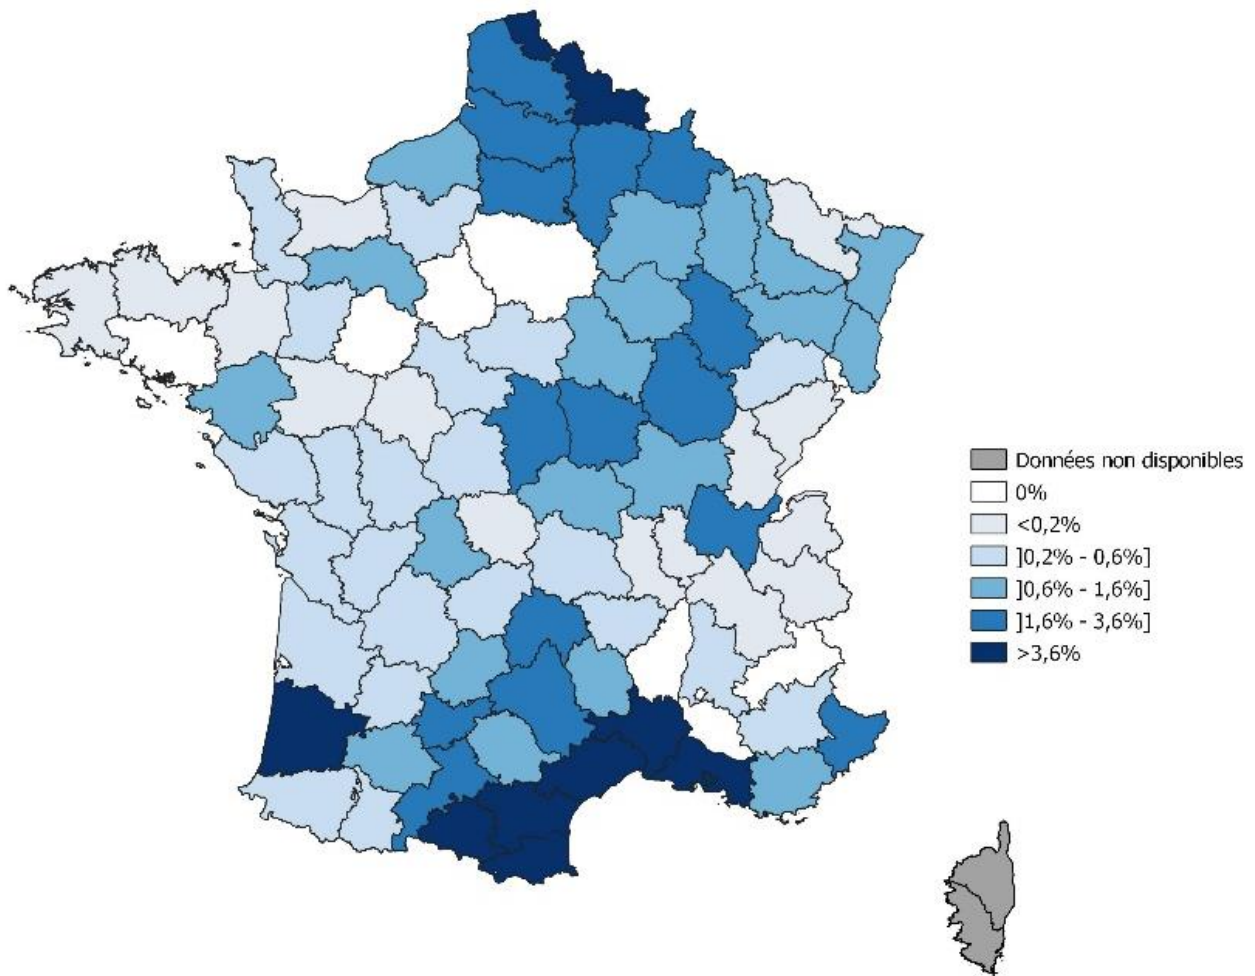 Données non disponibles
0%
<0,2%
]0,2% - 0,6%]
]0,6% - 1,6%]
]1,6% - 3,6%]
>3,6%